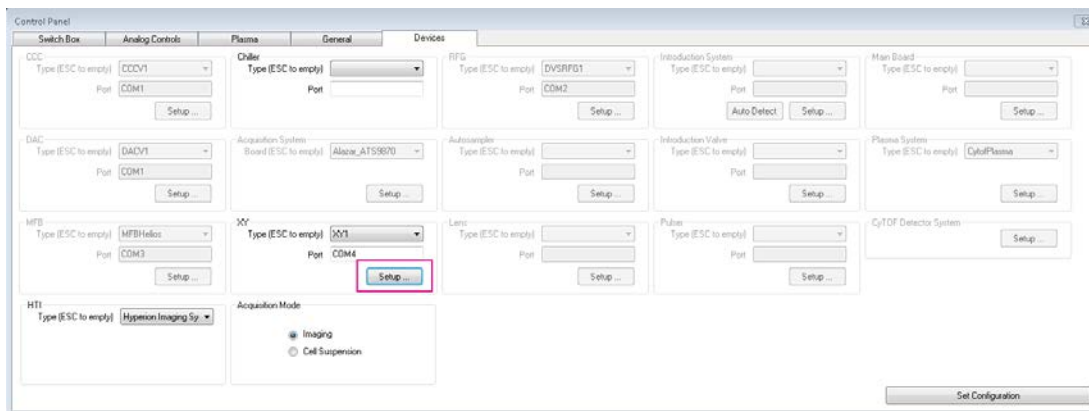 Control Panel
Switch Box Analog Controls Plasma General Devices
CCC
Type (ESC to empty) CCCV1
Port COM1
Setup ...
Chiller
Type (ESC to empty)
Port
RFG
Type (ESC to empty) DVSRFG1
Port COM2
Setup ...
Introduction System
Type (ESC to empty)
Port
Auto Detect Setup ...
Main Board
Type (ESC to empty)
Port
Setup ...
DAC
Type (ESC to empty) DACV1
Port COM1
Setup ...
Acquisition System
Board (ESC to empty) Alazar_ATS9870
Setup ...
Autosampler
Type (ESC to empty)
Port
Setup ...
Introduction Valve
Type (ESC to empty)
Port
Setup ...
Plasma System
Type (ESC to empty) CytofPlasma
Setup ...
MFB
Type (ESC to empty) MFBHelios
Port COM3
Setup ...
XY
Type (ESC to empty) XY1
Port COM4
Setup ...
Lens
Type (ESC to empty)
Port
Setup ...
Pulser
Type (ESC to empty)
Port
Setup ...
CyTOF Detector System
Setup ...
HTI
Type (ESC to empty) Hyperion Imaging Sy
Acquisition Mode
Imaging
Cell Suspension
Set Configuration